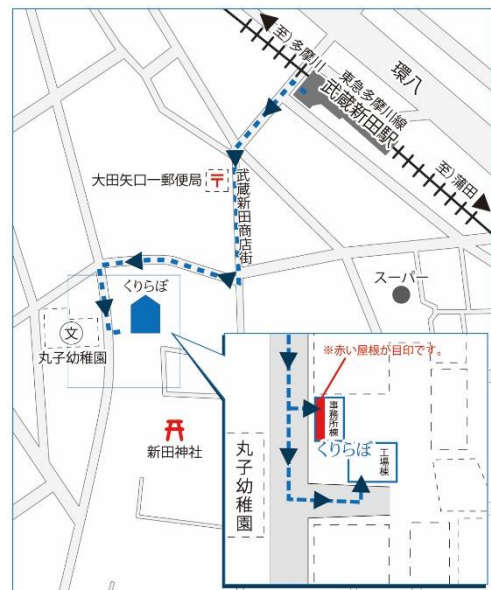 至）多摩川
環八
東急多摩川線
武蔵新田駅
至）蒲田
大田矢口一郵便局
武蔵新田商店街
くりらぼ
スーパー
文
丸子幼稚園
新田神社
※赤い屋根が目印です。
事務所棟
くりらぼ
工場棟
丸子幼稚園